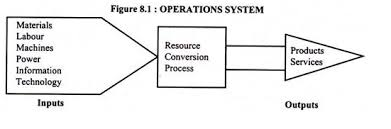 Figure 8.1 : OPERATIONS SYSTEM
Materials
Labour
Machines
Power
Information
Technology
Resource
Conversion
Process
Products
Services
Inputs
Outputs